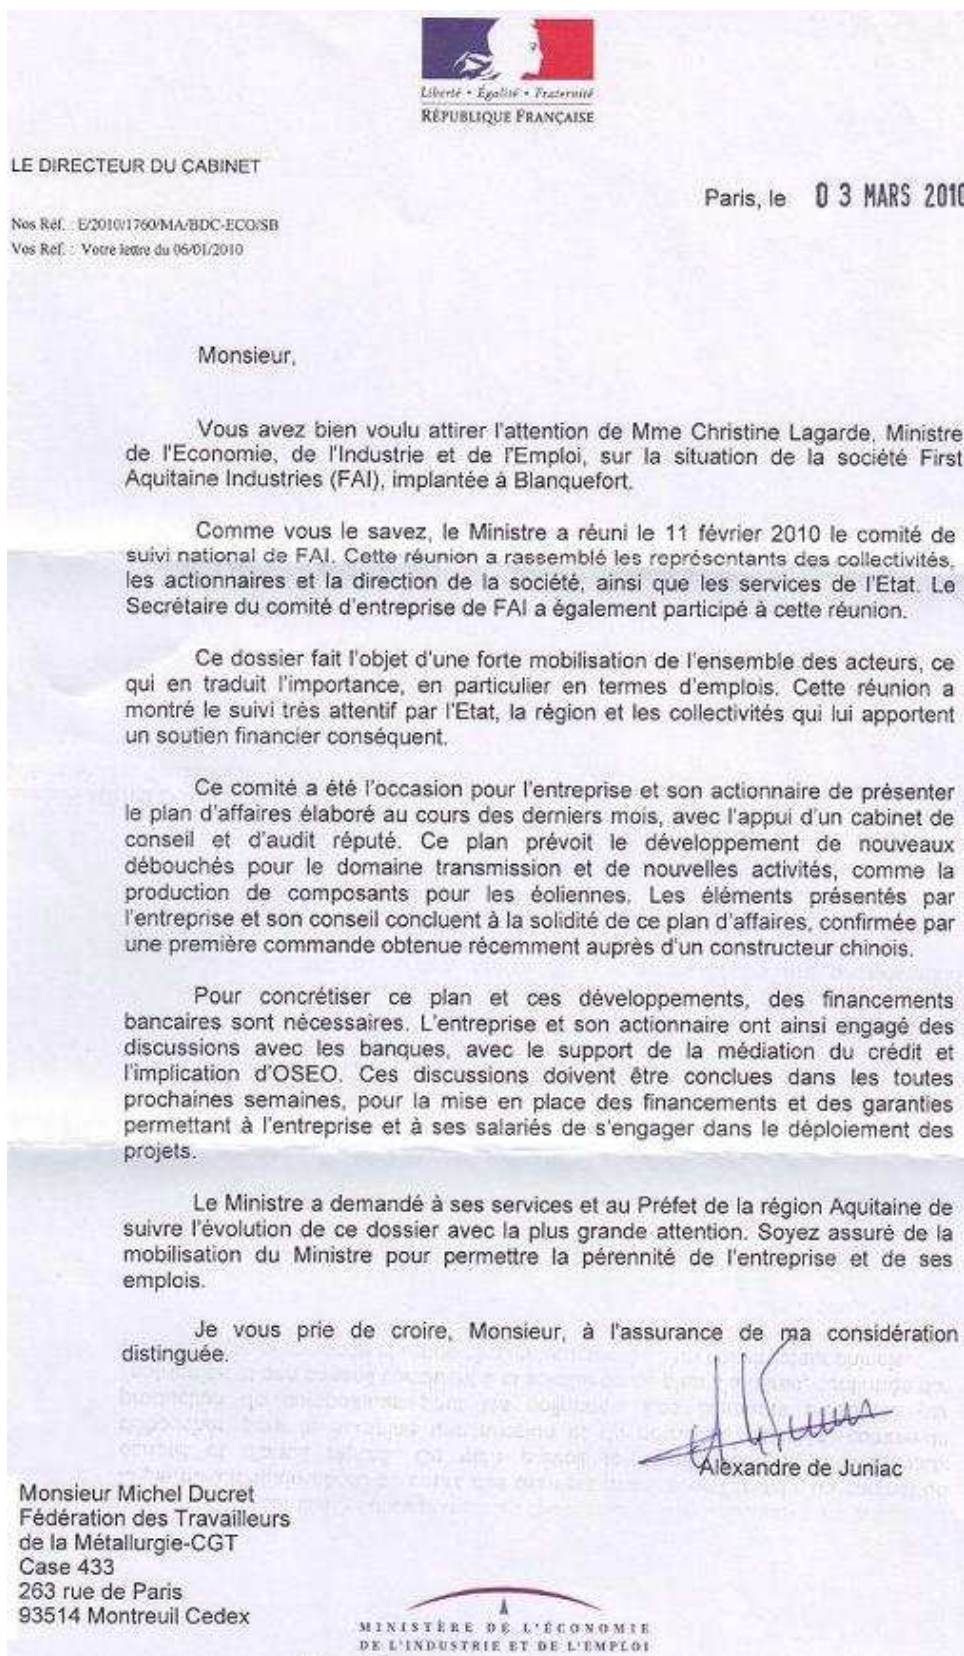 Liberté • Égalité • Fraternité
RÉPUBLIQUE FRANÇAISE
LE DIRECTEUR DU CABINET
Paris, le 03 MARS 2010
Nos Réf. : E/2010/1760/MA/BDC-ECO/SB
Vos Réf. : Votre lettre du 06/01/2010
Monsieur,
Vous avez bien voulu attirer l'attention de Mme Christine Lagarde, Ministre
de l'Economie, de l'Industrie et de l'Emploi, sur la situation de la société First
Aquitaine Industries (FAI), implantée à Blanquefort.
Comme vous le savez, le Ministre a réuni le 11 février 2010 le comité de
suivi national de FAI. Cette réunion a rassemblé les représentants des collectivités,
les actionnaires et la direction de la société, ainsi que les services de l'Etat. Le
Secrétaire du comité d'entreprise de FAI a également participé à cette réunion.
Ce dossier fait l'objet d'une forte mobilisation de l'ensemble des acteurs, ce
qui en traduit l'importance, en particulier en termes d'emplois. Cette réunion a
montré le suivi très attentif par l'Etat, la région et les collectivités qui lui apportent
un soutien financier conséquent.
Ce comité a été l'occasion pour l'entreprise et son actionnaire de présenter
le plan d'affaires élaboré au cours des derniers mois, avec l'appui d'un cabinet de
conseil et d'audit réputé. Ce plan prévoit le développement de nouveaux
débouchés pour le domaine transmission et de nouvelles activités, comme la
production de composants pour les éoliennes. Les éléments présentés par
l'entreprise et son conseil concluent à la solidité de ce plan d'affaires, confirmée par
une première commande obtenue récemment auprès d'un constructeur chinois.
Pour concrétiser ce plan et ces développements, des financements
bancaires sont nécessaires. L'entreprise et son actionnaire ont ainsi engagé des
discussions avec les banques, avec le support de la médiation du crédit et
l'implication d'OSEO. Ces discussions doivent être conclues dans les toutes
prochaines semaines, pour la mise en place des financements et des garanties
permettant à l'entreprise et à ses salariés de s'engager dans le déploiement des
projets.
Le Ministre a demandé à ses services et au Préfet de la région Aquitaine de
suivre l'évolution de ce dossier avec la plus grande attention. Soyez assuré de la
mobilisation du Ministre pour permettre la pérennité de l'entreprise et de ses
emplois.
Je vous prie de croire, Monsieur, à l'assurance de ma considération
distinguée.
Alexandre de Juniac
Monsieur Michel Ducret
Fédération des Travailleurs
de la Métallurgie-CGT
Case 433
263 rue de Paris
93514 Montreuil Cedex
MINISTÈRE DE L'ÉCONOMIE
DE L'INDUSTRIE ET DE L'EMPLOI